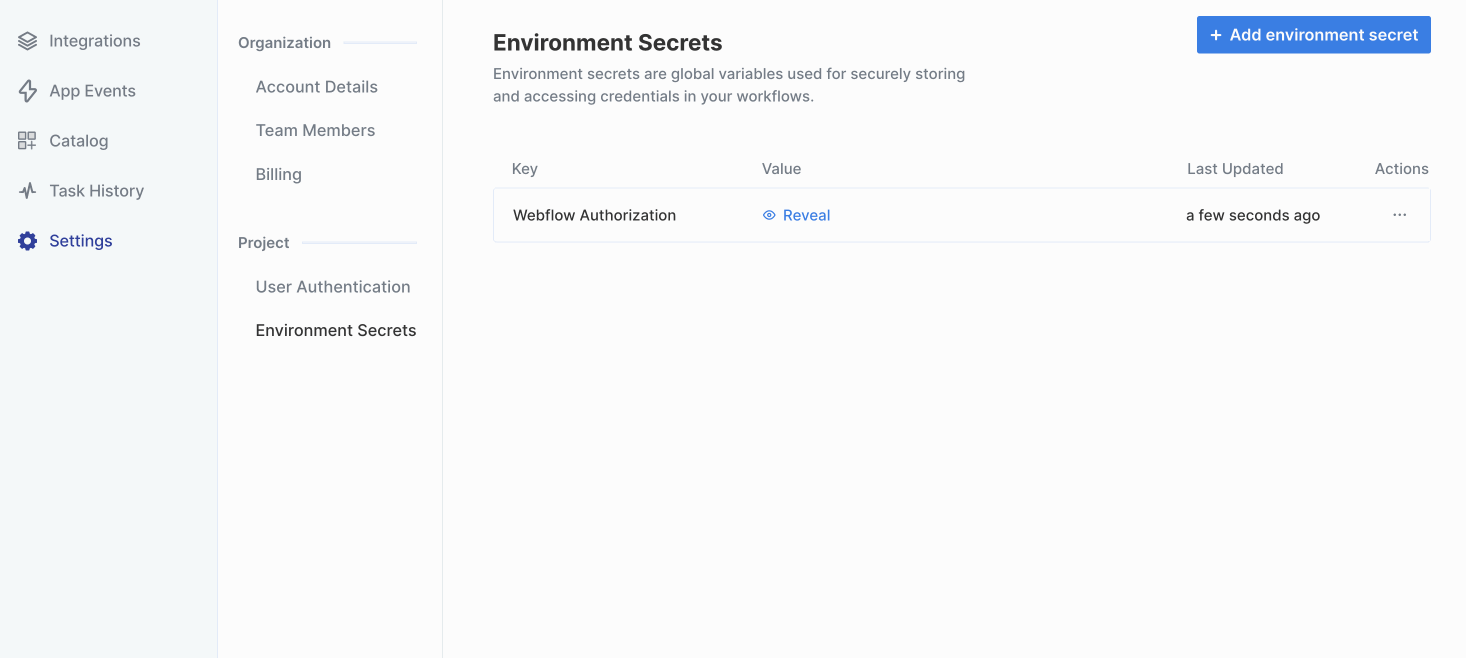 Integrations
App Events
Catalog
Task History
Settings
Organization
Account Details
Team Members
Billing
Project
User Authentication
Environment Secrets
Environment Secrets
Environment secrets are global variables used for securely storing
and accessing credentials in your workflows.
+ Add environment secret
Key Value Last Updated Actions
Webflow Authorization Reveal a few seconds ago ...